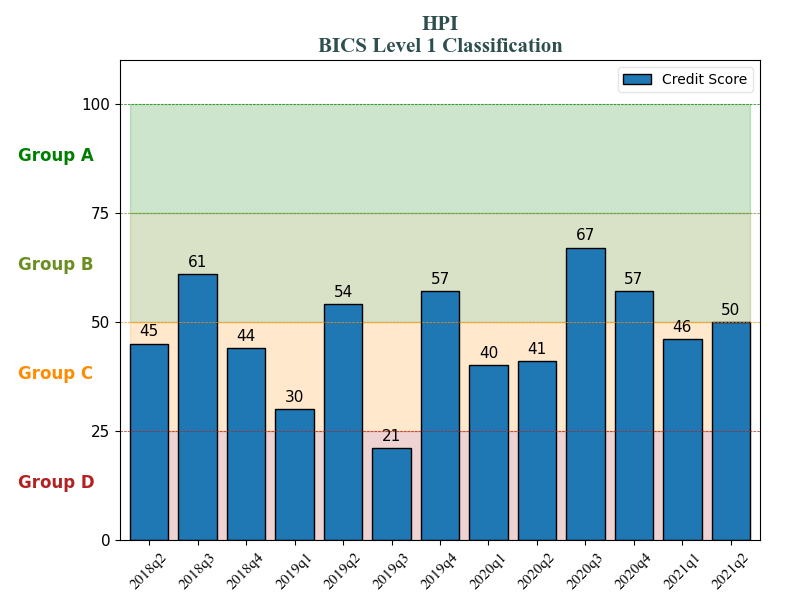 HPI
BICS Level 1 Classification
Credit Score
100
Group A
75
67
61
Group B
57
57
54
50
50
45
44
46
40
41
Group C
30
25
21
Group D
0
2018q2
2018q3
2018q4
2019q1
2019q2
2019q3
2019q4
2020q1
2020q2
2020q3
2020q4
2021q1
2021q2